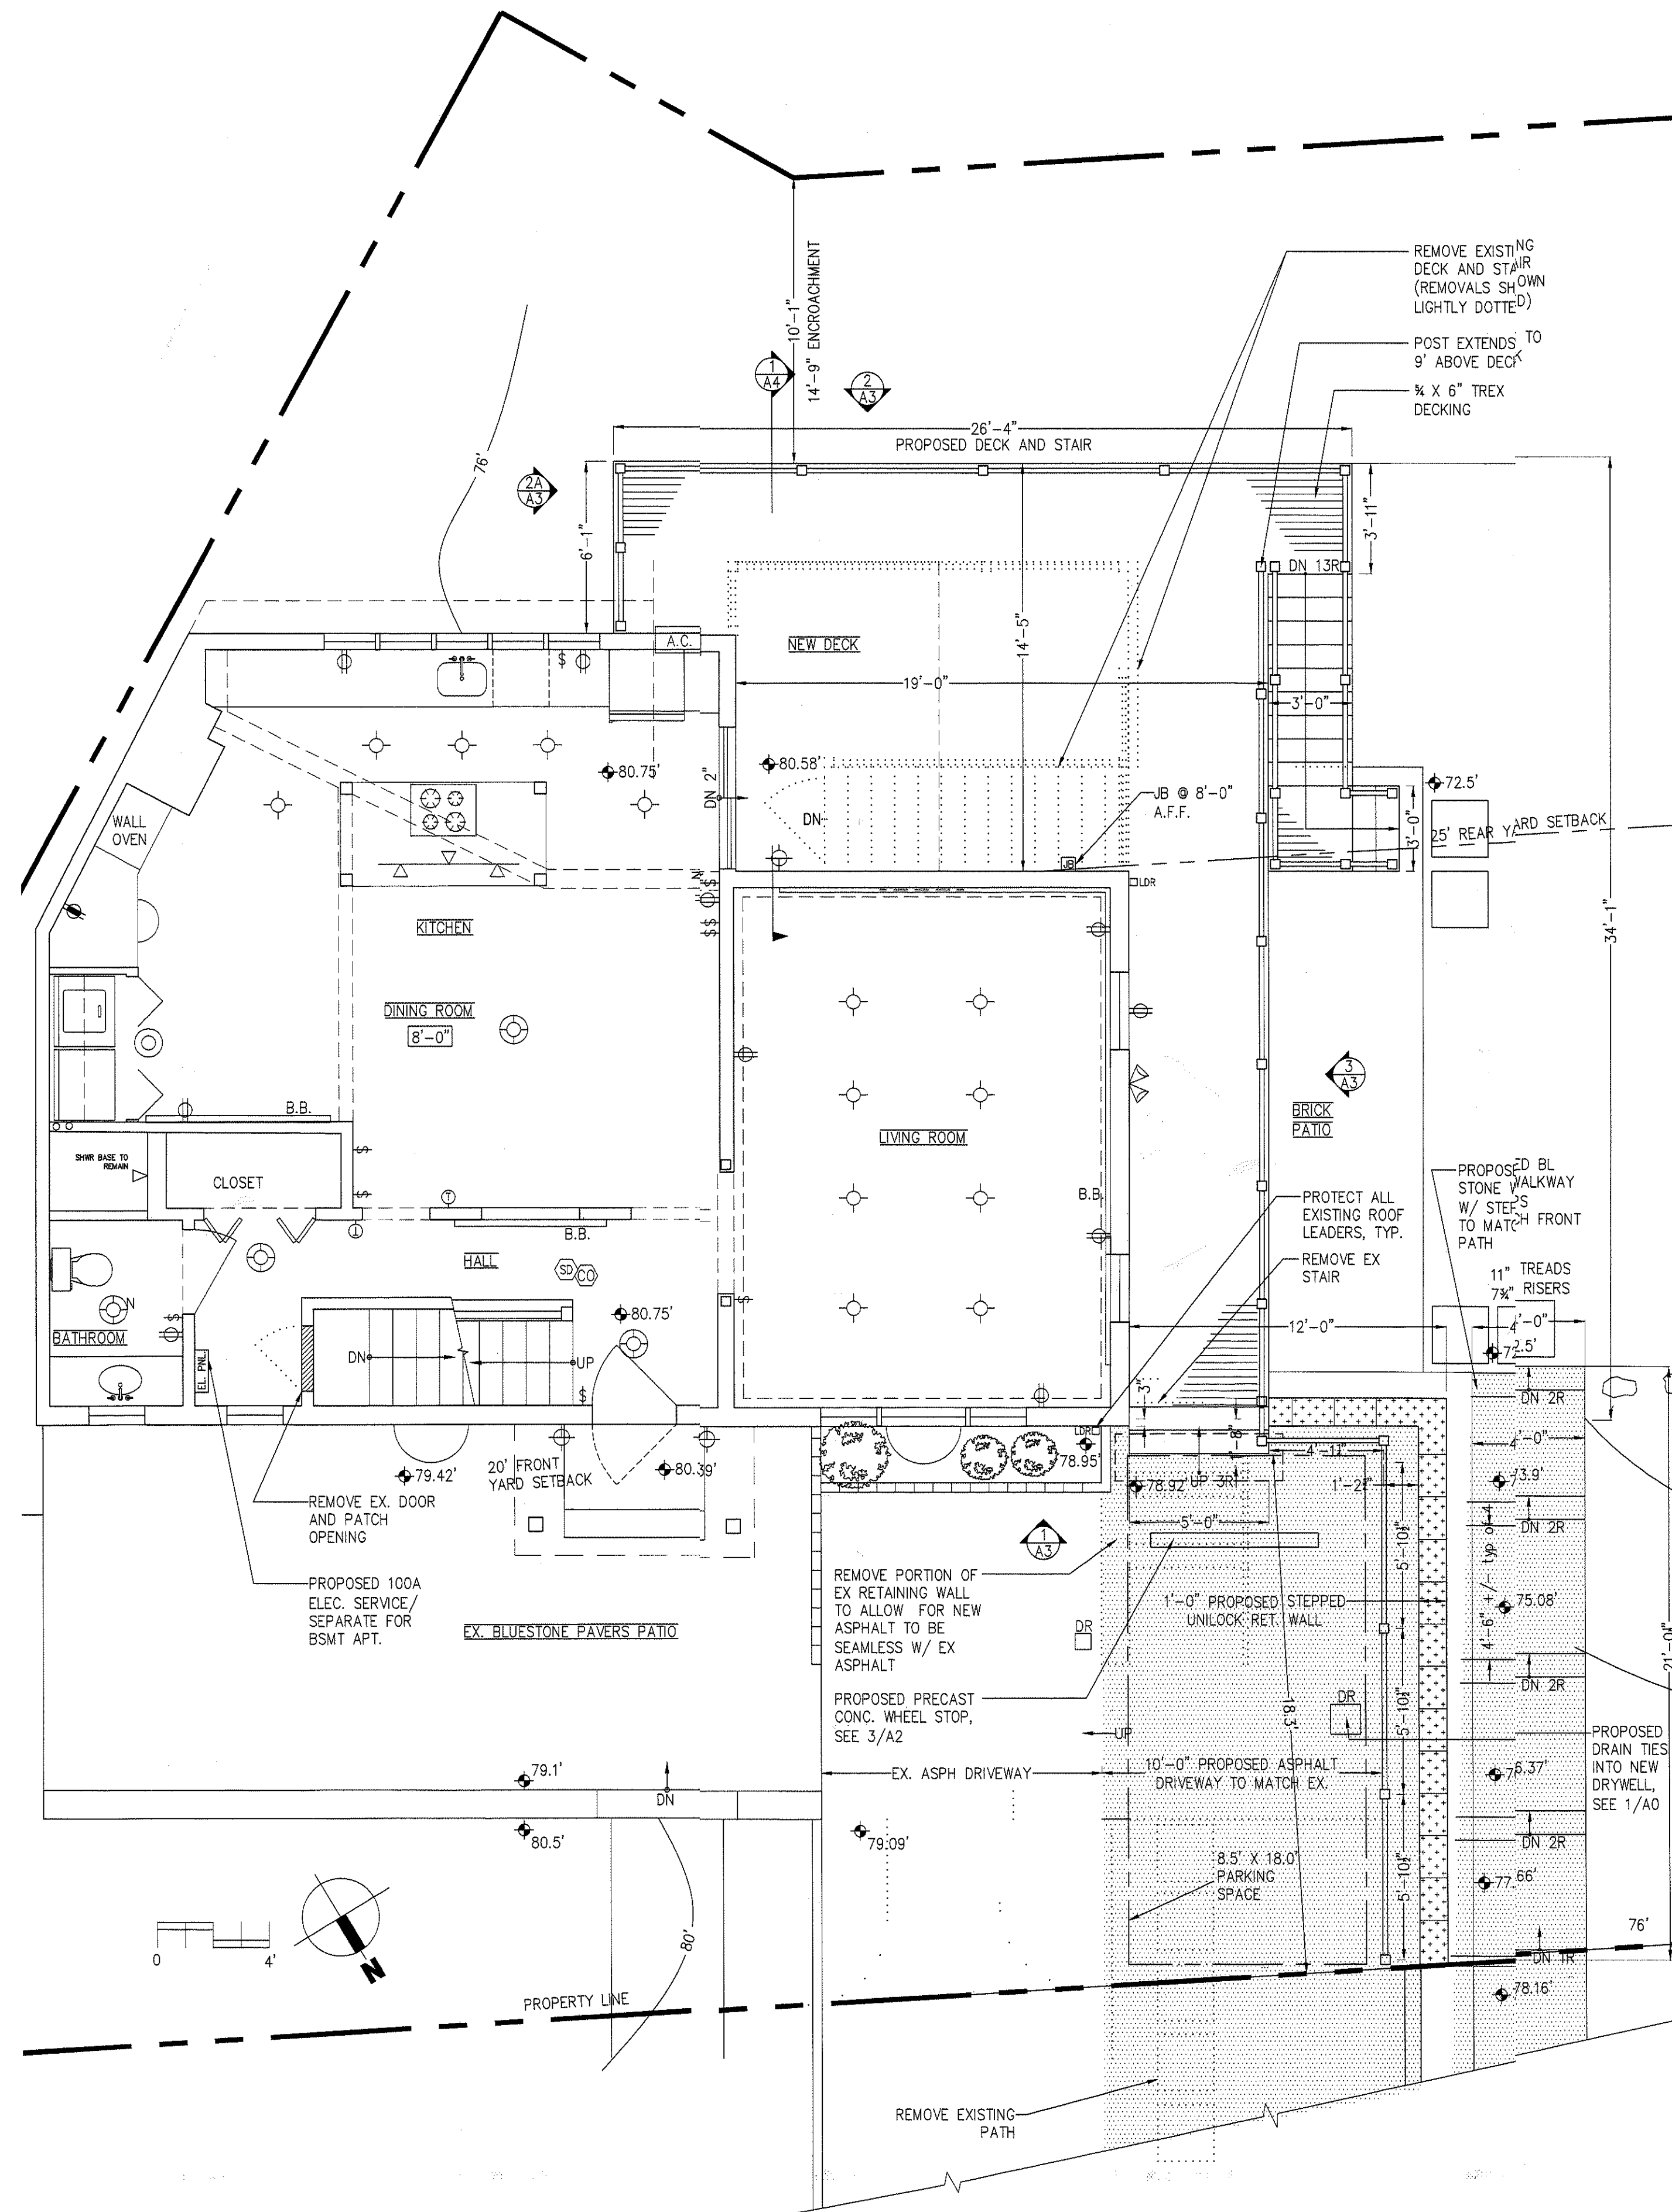 14'-9" ENCROACHMENT
10'-1"
REMOVE EXISTING
DECK AND STAIR
(REMOVALS SHOWN
LIGHTLY DOTTED)
POST EXTENDS TO
9' ABOVE DECK
¾ X 6" TREX
DECKING
1
A4
2
A3
26'-4"
PROPOSED DECK AND STAIR
76'
2A
A3
6'-1"
3'-11"
DN 13R
A.C.
NEW DECK
14'-5"
19'-0"
3'-0"
80.75'
DN 2"
80.58'
DN
JB @ 8'-0"
A.F.F.
JB
72.5'
3'-0"
25' REAR YARD SETBACK
WALL
OVEN
LDR
34'-1"
KITCHEN
DINING ROOM
8'-0"
3
A3
BRICK
PATIO
B.B.
LIVING ROOM
SHWR BASE TO
REMAIN
CLOSET
B.B.
PROTECT ALL
EXISTING ROOF
LEADERS, TYP.
PROPOSED BL
STONE WALKWAY
W/ STEPS
TO MATCH FRONT
PATH
T
T
B.B.
HALL
SD
CO
REMOVE EX
STAIR
11" TREADS
7¾" RISERS
N
BATHROOM
80.75'
12'-0"
4'-0"
72.5'
DN
UP
EL. PNL.
3"
DN 2R
LDR
1'-8"
4'-0"
79.42'
20' FRONT
YARD SETBACK
80.39'
78.95'
78.92'
UP 3R
4'-1½"
1'-2½"
73.9'
REMOVE EX. DOOR
AND PATCH
OPENING
5'-0"
DN 2R
1
A3
5'-10½"
4'-6" +/- typ of 4
REMOVE PORTION OF
EX RETAINING WALL
TO ALLOW FOR NEW
ASPHALT TO BE
SEAMLESS W/ EX
ASPHALT
1'-0" PROPOSED STEPPED
UNILOCK RET. WALL
75.08'
PROPOSED 100A
ELEC. SERVICE/
SEPARATE FOR
BSMT APT.
EX. BLUESTONE PAVERS PATIO
DR
21'-0"
DN 2R
PROPOSED PRECAST
CONC. WHEEL STOP,
SEE 3/A2
DR
18.3'
5'-10½"
UP
PROPOSED
DRAIN TIES
INTO NEW
DRYWELL,
SEE 1/A0
79.1'
EX. ASPH DRIVEWAY
10'-0" PROPOSED ASPHALT
DRIVEWAY TO MATCH EX.
76.37'
DN
80.5'
79.09'
DN 2R
8.5' X 18.0'
PARKING
SPACE
5'-10½"
77.66'
76'
0
4'
N
80'
DN 1R
PROPERTY LINE
78.16'
REMOVE EXISTING
PATH